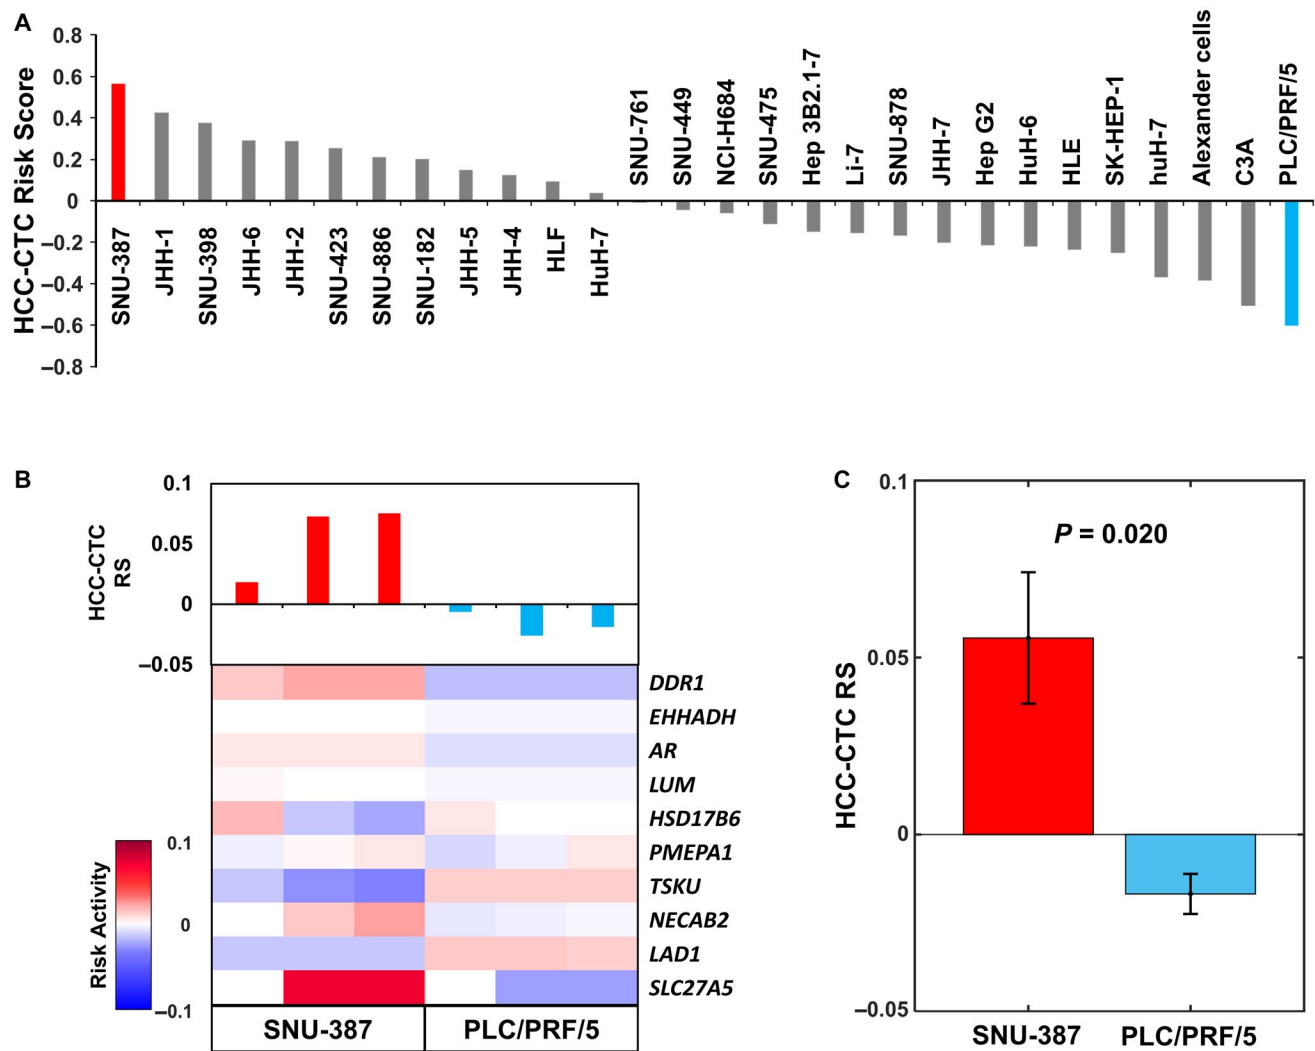 A
HCC-CTC Risk Score
0.8
0.6
0.4
0.2
0
–0.2
–0.4
–0.6
–0.8
SNU-387
JHH-1
SNU-398
JHH-6
JHH-2
SNU-423
SNU-886
SNU-182
JHH-5
JHH-4
HLF
HuH-7
SNU-761
SNU-449
NCI-H684
SNU-475
Hep 3B2.1-7
Li-7
SNU-878
JHH-7
Hep G2
HuH-6
HLE
SK-HEP-1
huH-7
Alexander cells
C3A
PLC/PRF/5
B
HCC-CTC
RS
0.1
0.05
0
–0.05
DDR1
EHHADH
AR
LUM
HSD17B6
PMEPA1
TSKU
NECAB2
LAD1
SLC27A5
Risk Activity
0.1
0
–0.1
SNU-387
PLC/PRF/5
C
HCC-CTC RS
0.1
0.05
0
–0.05
P = 0.020
SNU-387
PLC/PRF/5